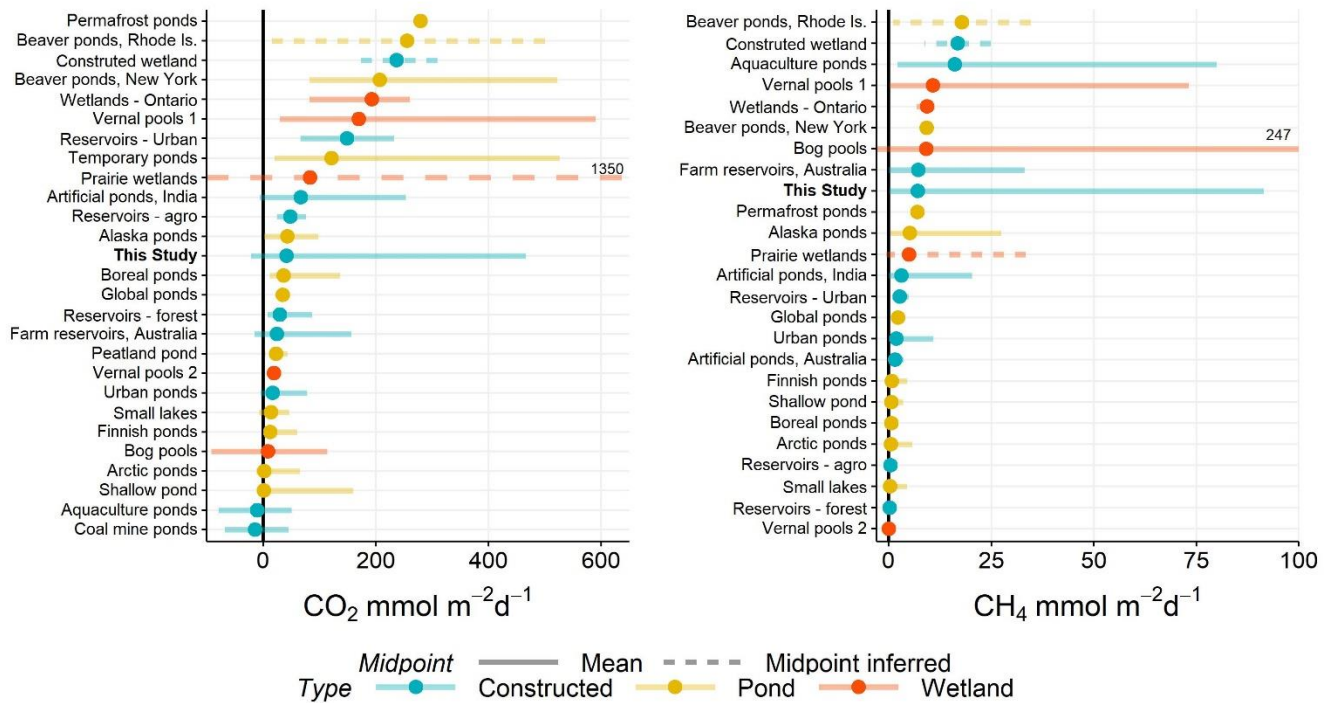 Permafrost ponds
Beaver ponds, Rhode Is.
Construted wetland
Beaver ponds, New York
Wetlands - Ontario
Vernal pools 1
Reservoirs - Urban
Temporary ponds
Prairie wetlands
1350
Artificial ponds, India
Reservoirs - agro
Alaska ponds
This Study
Boreal ponds
Global ponds
Reservoirs - forest
Farm reservoirs, Australia
Peatland pond
Vernal pools 2
Urban ponds
Small lakes
Finnish ponds
Bog pools
Arctic ponds
Shallow pond
Aquaculture ponds
Coal mine ponds
0 200 400 600
CO₂ mmol m⁻²d⁻¹
Beaver ponds, Rhode Is.
Construted wetland
Aquaculture ponds
Vernal pools 1
Wetlands - Ontario
Beaver ponds, New York
247
Bog pools
Farm reservoirs, Australia
This Study
Permafrost ponds
Alaska ponds
Prairie wetlands
Artificial ponds, India
Reservoirs - Urban
Global ponds
Urban ponds
Artificial ponds, Australia
Finnish ponds
Shallow pond
Boreal ponds
Arctic ponds
Reservoirs - agro
Small lakes
Reservoirs - forest
Vernal pools 2
0 25 50 75 100
CH₄ mmol m⁻²d⁻¹
Midpoint Mean Midpoint inferred
Type Constructed Pond Wetland